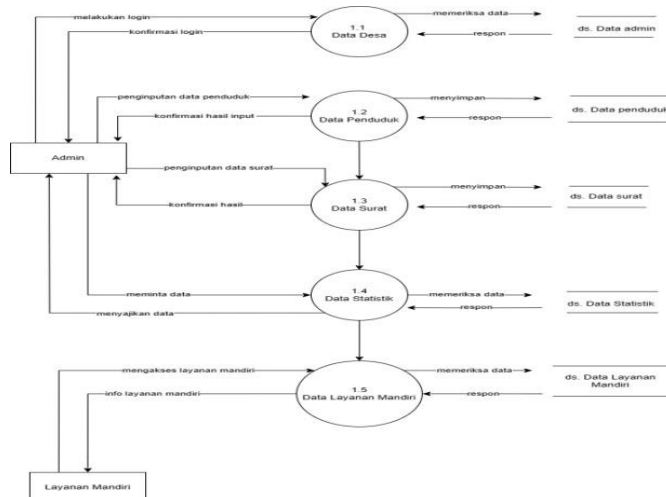 melakukan login
1.1
Data Desa
memeriksa data
ds. Data admin
konfirmasi login
respon
penginputan data penduduk
1.2
Data Penduduk
menyimpan
ds. Data penduduk
konfirmasi hasil input
respon
Admin
penginputan data surat
1.3
Data Surat
menyimpan
ds. Data surat
konfirmasi hasil
respon
meminta data
1.4
Data Statistik
memeriksa data
ds. Data Statistik
menyajikan data
respon
mengakses layanan mandiri
1.5
Data Layanan Mandiri
memeriksa data
ds. Data Layanan
Mandiri
info layanan mandiri
respon
Layanan Mandiri